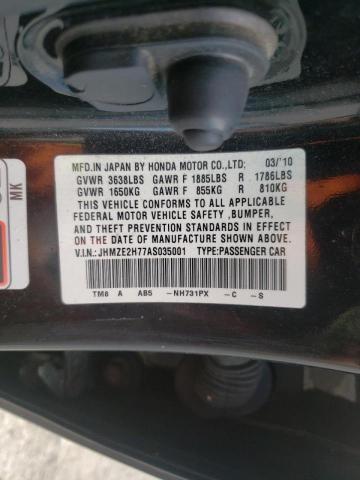 MFD.IN JAPAN BY HONDA MOTOR CO.,LTD; 03/'10
GVWR 3638LBS GAWR F 1885LBS R 1786LBS
GVWR 1650KG GAWR F 855KG R 810KG
THIS VEHICLE CONFORMS TO ALL APPLICABLE
FEDERAL MOTOR VEHICLE SAFETY ,BUMPER,
AND THEFT PREVENTION STANDARDS IN EFFECT
ON THE DATE OF MANUFACTURE SHOWN ABOVE.
V.I.N.: JHMZE2H77AS035001 TYPE:PASSENGER CAR
TM8 A AB5 -NH731PX -C -S
MK